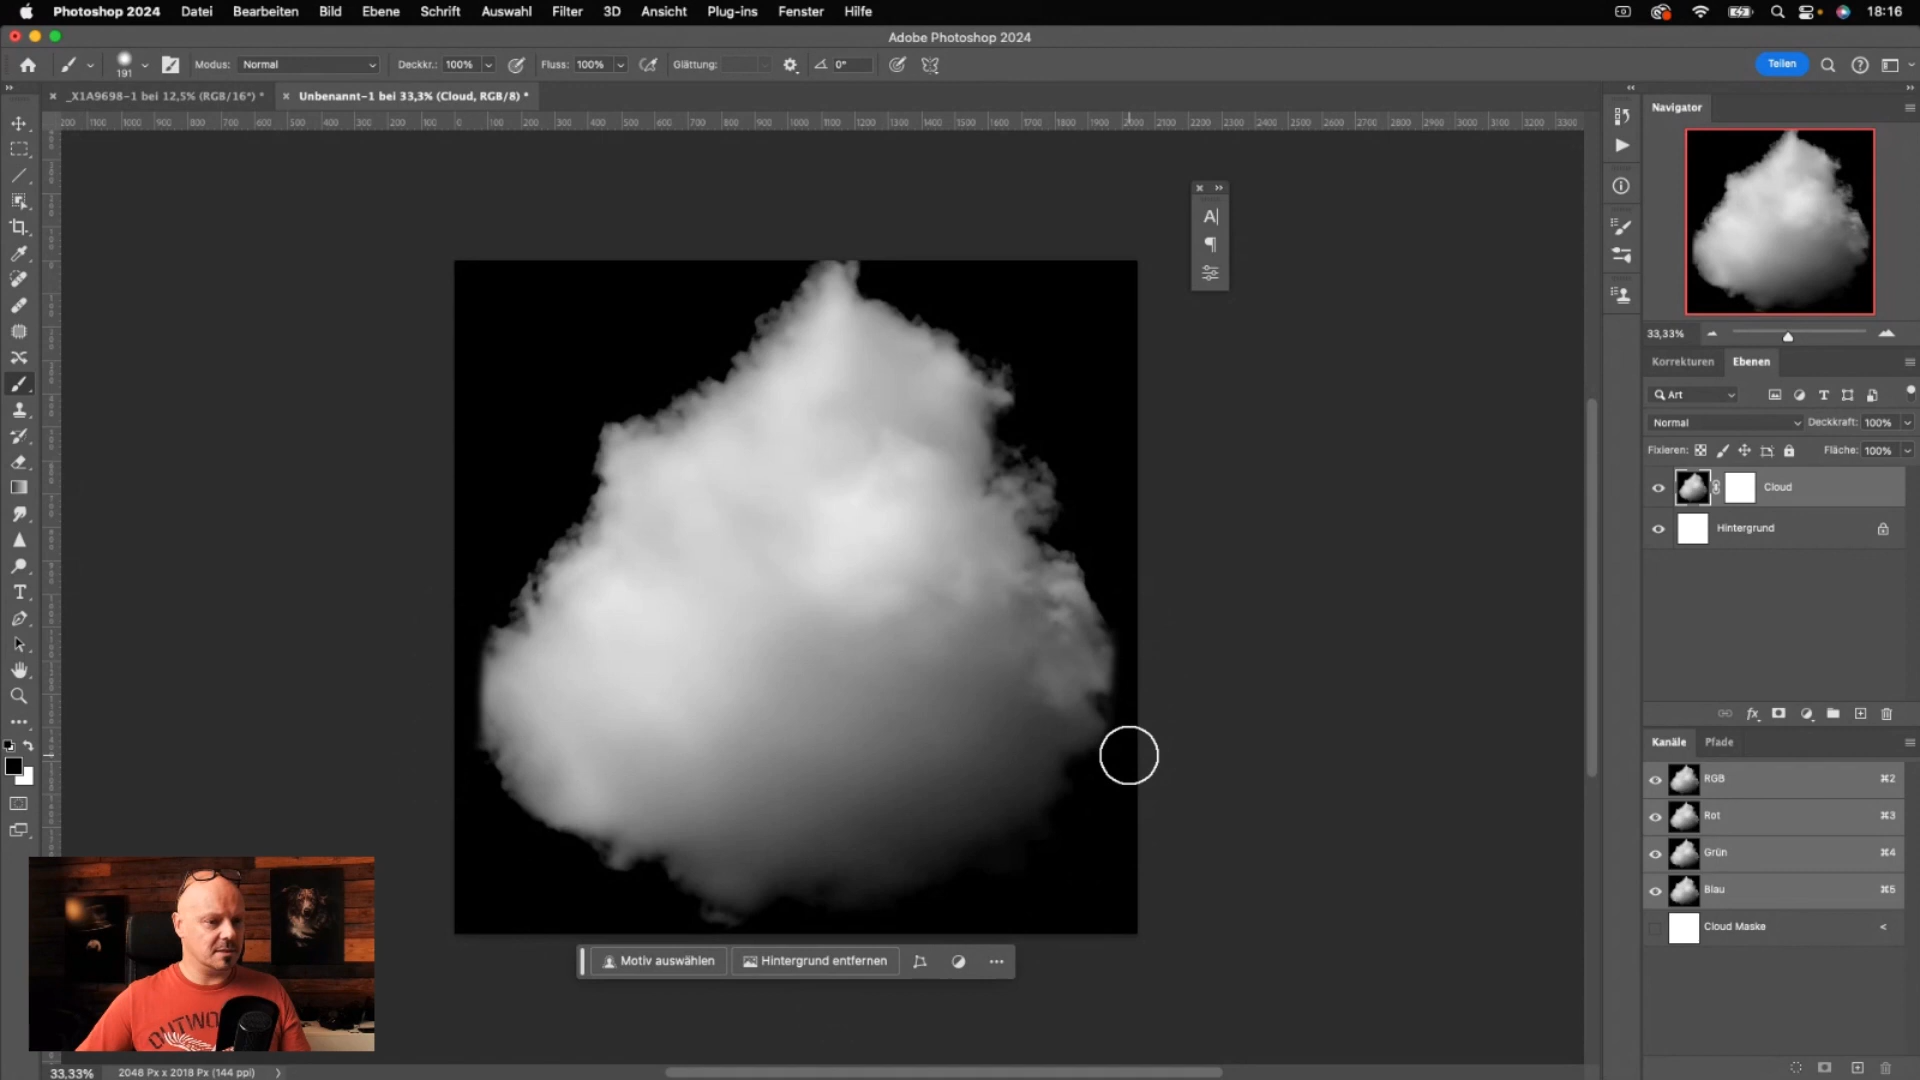 Photoshop 2024 Datei Bearbeiten Bild Ebene Schrift Auswahl Filter 3D Ansicht Plug-ins Fenster Hilfe 18:16
Adobe Photoshop 2024
191 Modus: Normal Deckkr.: 100% Fluss: 100% Glättung: 0° Teilen
_X1A9698-1 bei 12,5% (RGB/16*) * Unbenannt-1 bei 33,3% (Cloud, RGB/8) *
Navigator
33,33%
Korrekturen Ebenen
Art
Normal Deckkraft: 100%
Fixieren: Fläche: 100%
Cloud
Hintergrund
Kanäle Pfade
RGB ⌘2
Rot ⌘3
Grün ⌘4
Blau ⌘5
Cloud Maske <
Motiv auswählen Hintergrund entfernen
33,33% 2048 Px x 2018 Px (144 ppi)